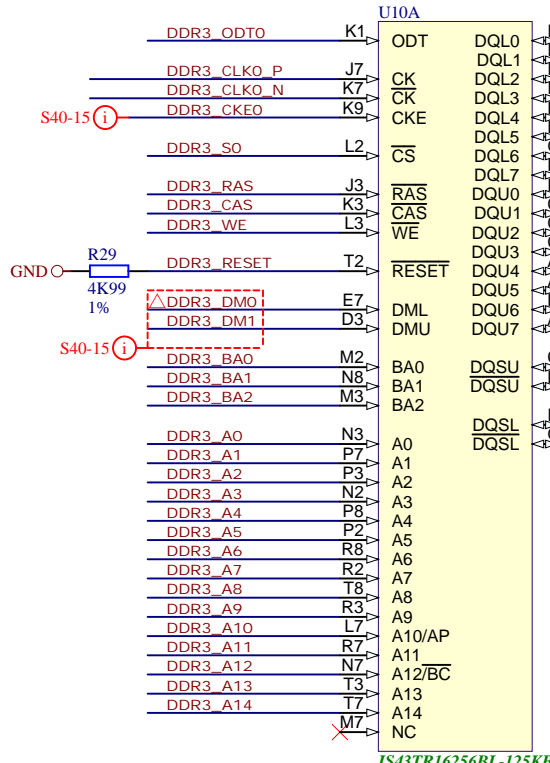 U10A
DDR3_ODT0 K1 ODT DQL0
DQL1
DDR3_CLK0_P J7 CK DQL2
DDR3_CLK0_N K7 CK DQL3
S40-15 i DDR3_CKE0 K9 CKE DQL4
DQL5
DDR3_S0 L2 CS DQL6
DQL7
DDR3_RAS J3 RAS DQU0
DDR3_CAS K3 CAS DQU1
DDR3_WE L3 WE DQU2
DQU3
GND R29 DDR3_RESET T2 RESET DQU4
4K99 DQU5
1% DDR3_DM0 E7 DML DQU6
DDR3_DM1 D3 DMU DQU7
S40-15 i
DDR3_BA0 M2 BA0 DQSU
DDR3_BA1 N8 BA1 DQSU
DDR3_BA2 M3 BA2
DQSL
DDR3_A0 N3 A0 DQSL
DDR3_A1 P7 A1
DDR3_A2 P3 A2
DDR3_A3 N2 A3
DDR3_A4 P8 A4
DDR3_A5 P2 A5
DDR3_A6 R8 A6
DDR3_A7 R2 A7
DDR3_A8 T8 A8
DDR3_A9 R3 A9
DDR3_A10 L7 A10/AP
DDR3_A11 R7 A11
DDR3_A12 N7 A12/BC
DDR3_A13 T3 A13
DDR3_A14 T7 A14
M7 NC